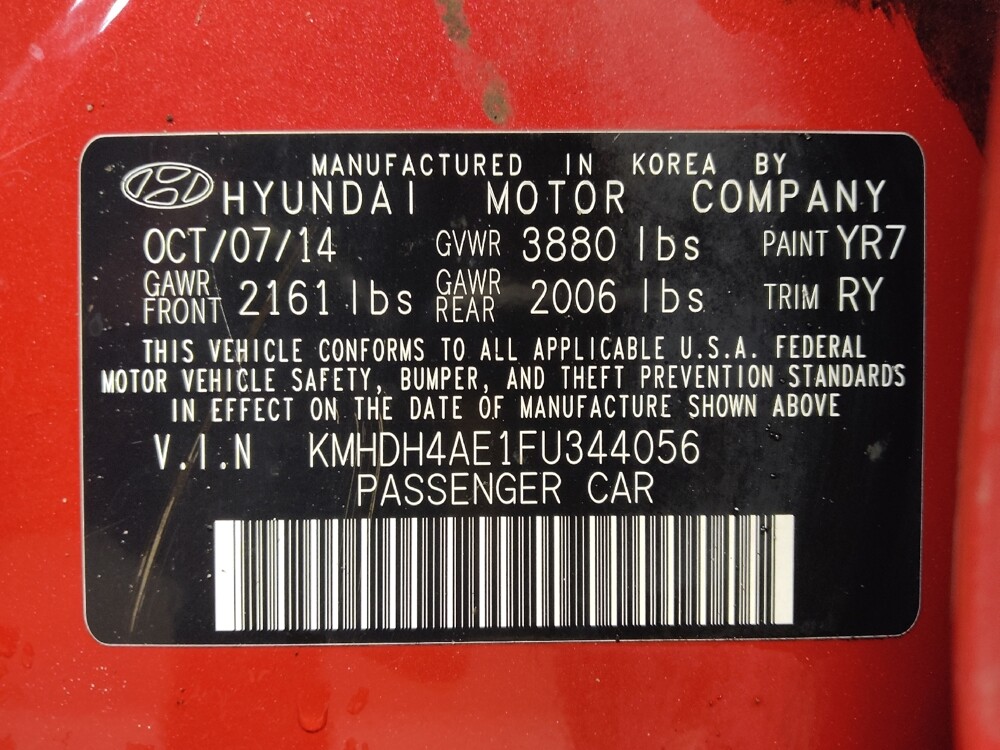 MANUFACTURED IN KOREA BY
HYUNDAI MOTOR COMPANY
OCT/07/14 GVWR 3880 lbs PAINT YR7
GAWR FRONT 2161 lbs GAWR REAR 2006 lbs TRIM RY
THIS VEHICLE CONFORMS TO ALL APPLICABLE U.S.A. FEDERAL
MOTOR VEHICLE SAFETY, BUMPER, AND THEFT PREVENTION STANDARDS
IN EFFECT ON THE DATE OF MANUFACTURE SHOWN ABOVE
V.I.N KMHDH4AE1FU344056
PASSENGER CAR